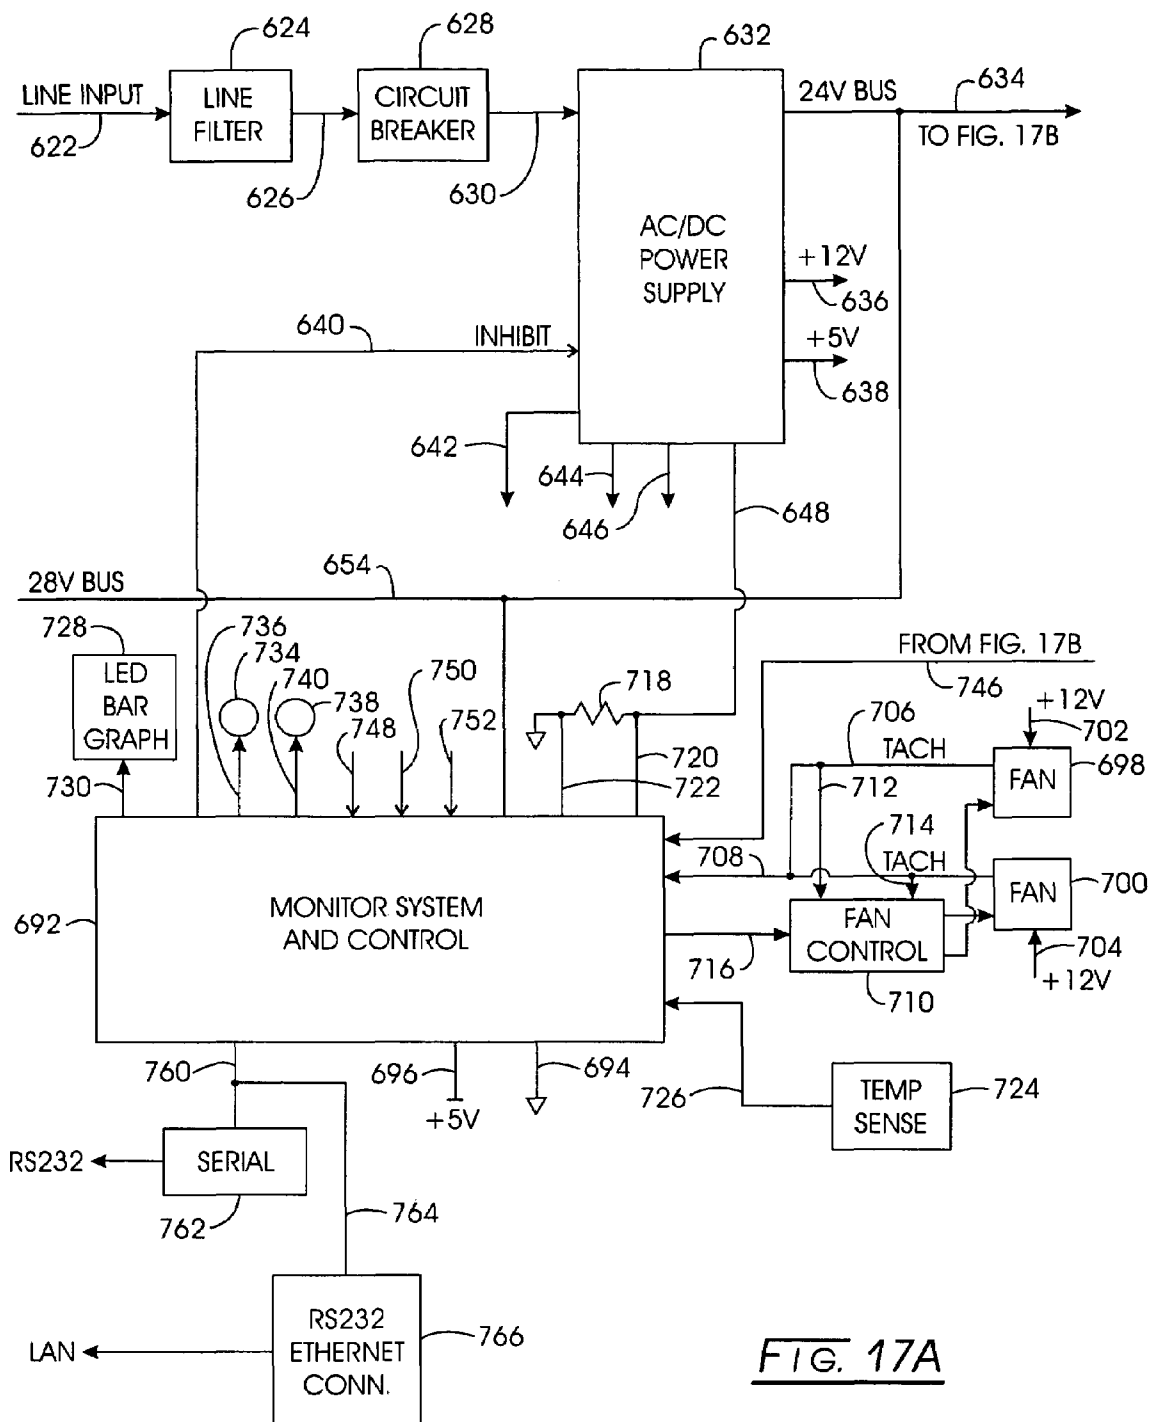 624
628
632
LINE INPUT
LINE
FILTER
CIRCUIT
BREAKER
24V BUS
634
TO FIG. 17B
622
626
630
AC/DC
POWER
SUPPLY
+12V
636
640
INHIBIT
+5V
638
642
644
646
648
28V BUS
654
728
736
734
740
738
750
748
752
718
FROM FIG. 17B
746
LED
BAR
GRAPH
730
720
722
706
TACH
+12V
702
FAN
698
712
714
708
TACH
FAN
700
692
MONITOR SYSTEM
AND CONTROL
FAN
CONTROL
716
710
704
+12V
760
696
+5V
694
726
TEMP
SENSE
724
RS232
SERIAL
762
764
LAN
RS232
ETHERNET
CONN.
766
FIG. 17A